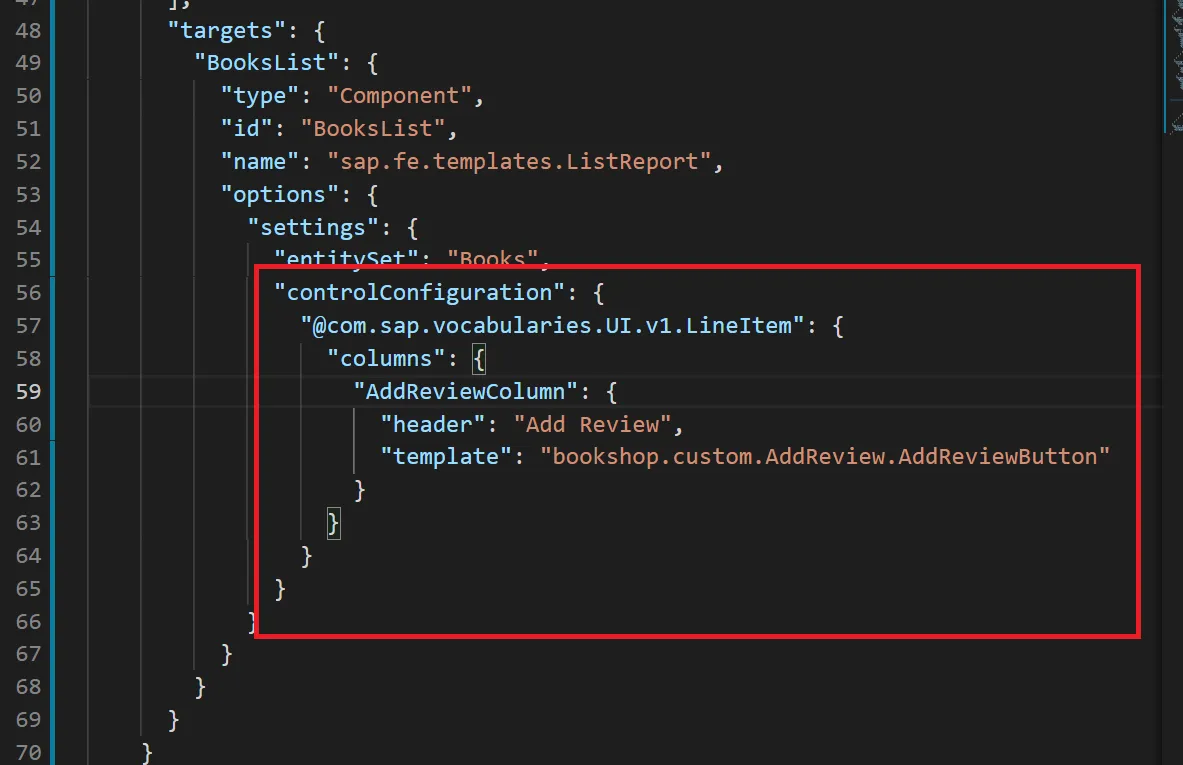 47 ],
48 "targets": {
49 "BooksList": {
50 "type": "Component",
51 "id": "BooksList",
52 "name": "sap.fe.templates.ListReport",
53 "options": {
54 "settings": {
55 "entitySet": "Books",
56 "controlConfiguration": {
57 "@com.sap.vocabularies.UI.v1.LineItem": {
58 "columns": {
59 "AddReviewColumn": {
60 "header": "Add Review",
61 "template": "bookshop.custom.AddReview.AddReviewButton"
62 }
63 }
64 }
65 }
66 }
67 }
68 }
69 }
70 }